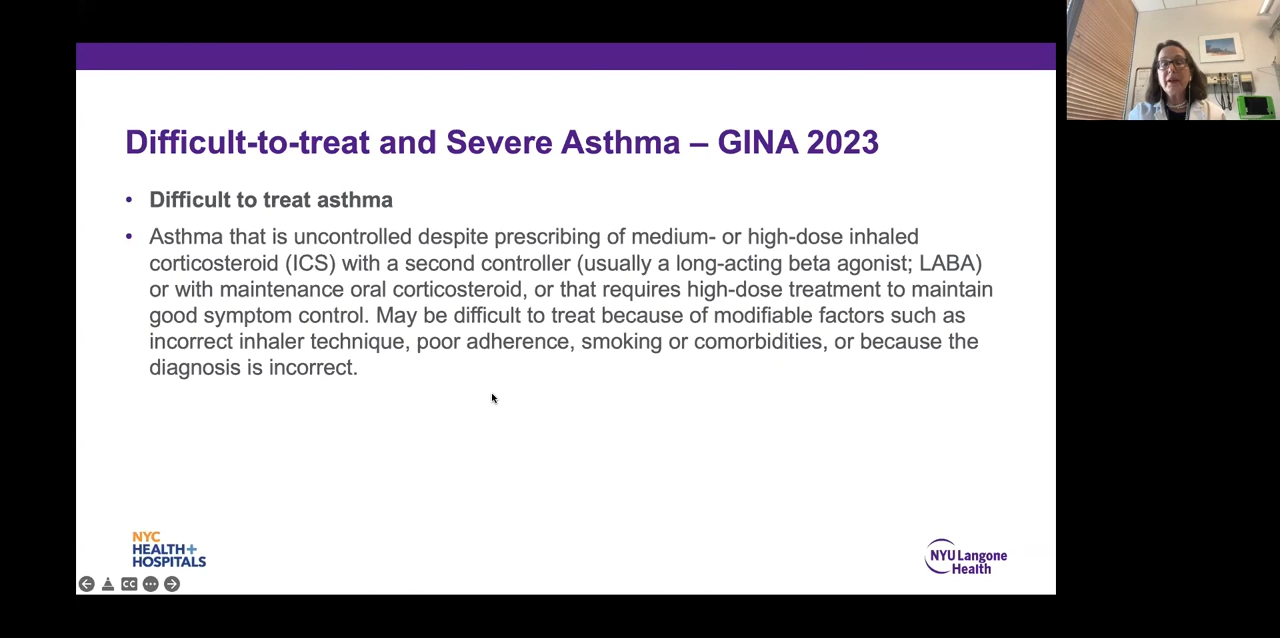 Difficult-to-treat and Severe Asthma – GINA 2023
• Difficult to treat asthma
• Asthma that is uncontrolled despite prescribing of medium- or high-dose inhaled
corticosteroid (ICS) with a second controller (usually a long-acting beta agonist; LABA)
or with maintenance oral corticosteroid, or that requires high-dose treatment to maintain
good symptom control. May be difficult to treat because of modifiable factors such as
incorrect inhaler technique, poor adherence, smoking or comorbidities, or because the
diagnosis is incorrect.
NYC
HEALTH+
HOSPITALS
NYU Langone
Health
CC